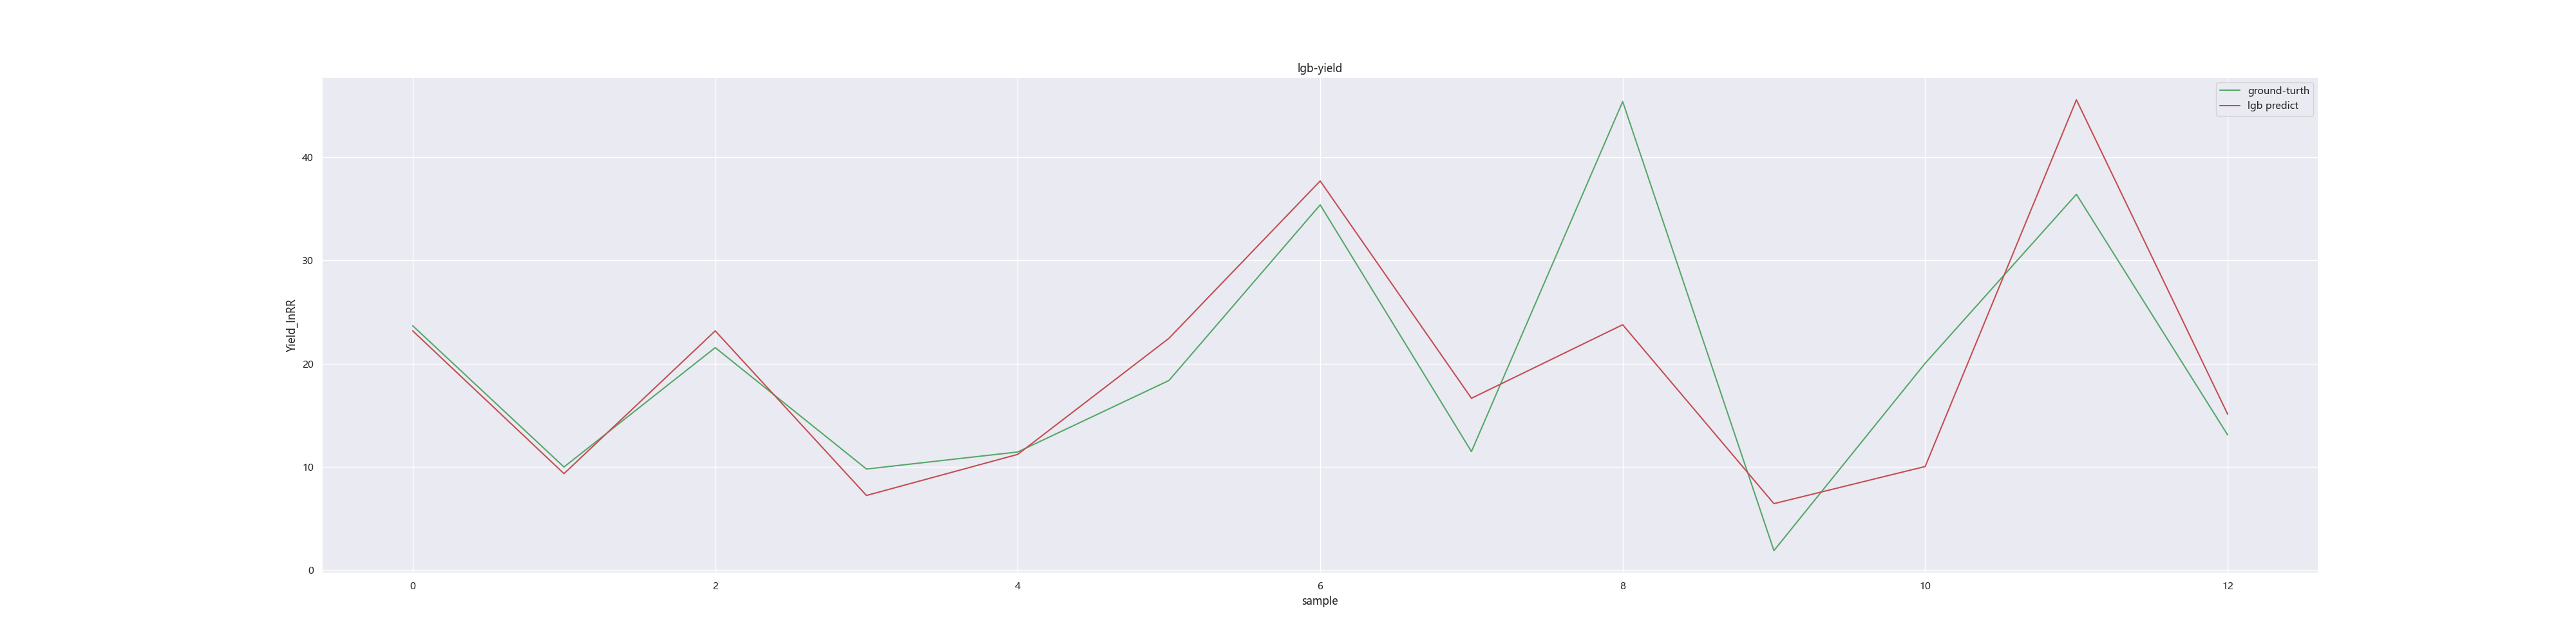 lgb-yield
ground-turth
lgb predict
40
30
20
10
0
Yield_lnRR
0 2 4 6 8 10 12
sample